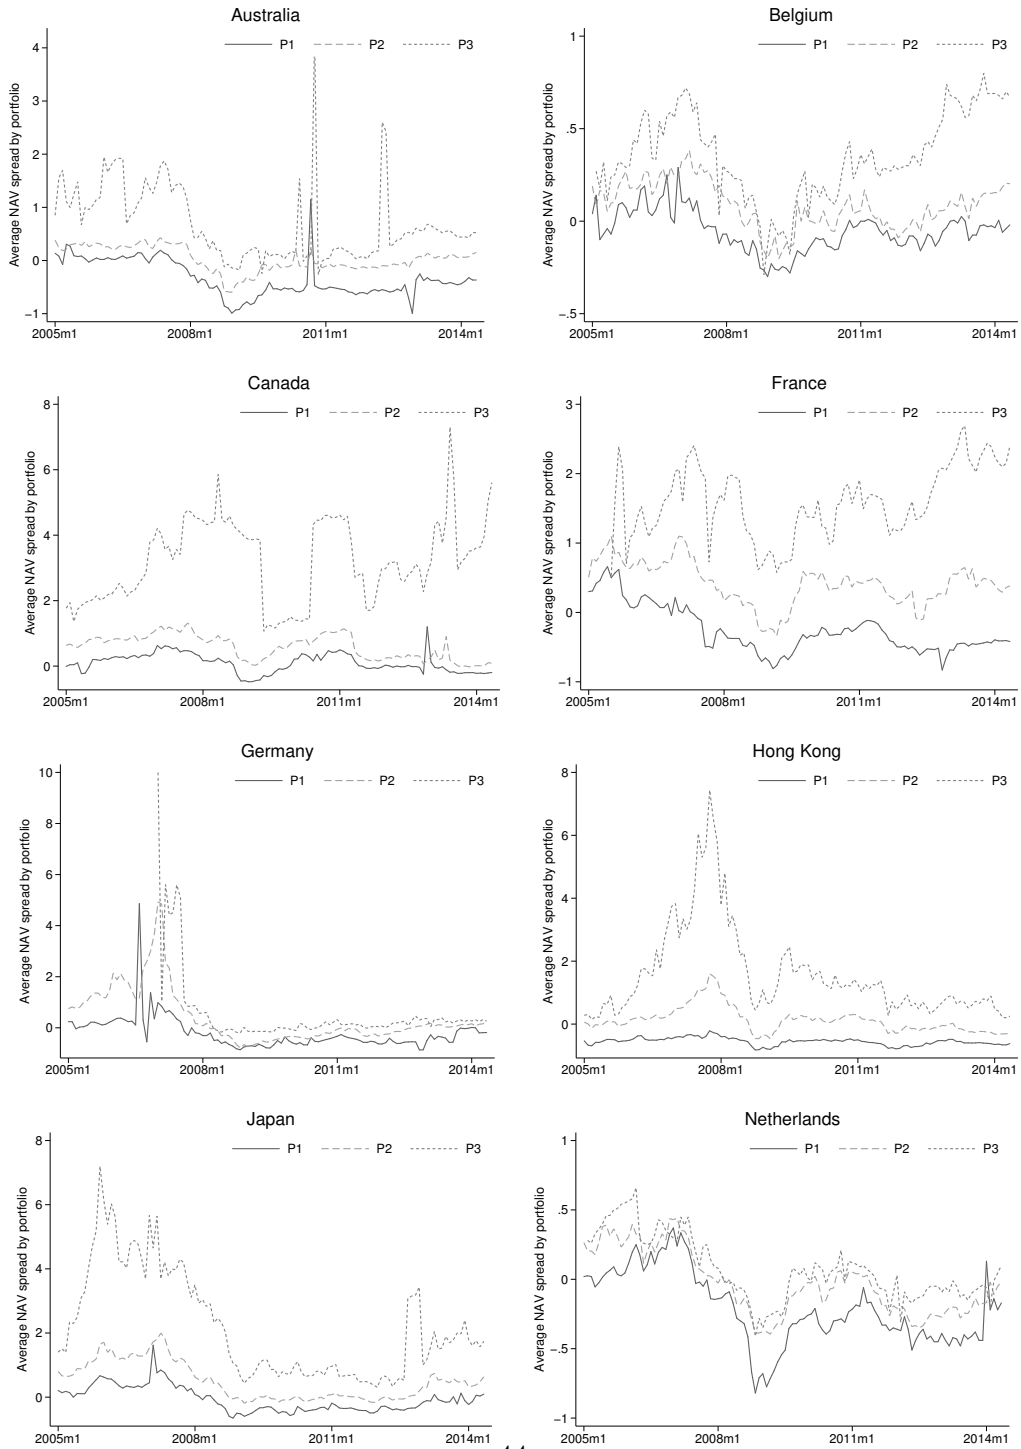 Australia
P1 P2 P3
Average NAV spread by portfolio
4
3
2
1
0
−1
2005m1 2008m1 2011m1 2014m1
Belgium
P1 P2 P3
Average NAV spread by portfolio
1
.5
0
−.5
2005m1 2008m1 2011m1 2014m1
Canada
P1 P2 P3
Average NAV spread by portfolio
8
6
4
2
0
2005m1 2008m1 2011m1 2014m1
France
P1 P2 P3
Average NAV spread by portfolio
3
2
1
0
−1
2005m1 2008m1 2011m1 2014m1
Germany
P1 P2 P3
Average NAV spread by portfolio
10
8
6
4
2
0
2005m1 2008m1 2011m1 2014m1
Hong Kong
P1 P2 P3
Average NAV spread by portfolio
8
6
4
2
0
2005m1 2008m1 2011m1 2014m1
Japan
P1 P2 P3
Average NAV spread by portfolio
8
6
4
2
0
2005m1 2008m1 2011m1 2014m1
Netherlands
P1 P2 P3
Average NAV spread by portfolio
1
.5
0
−.5
−1
2005m1 2008m1 2011m1 2014m1